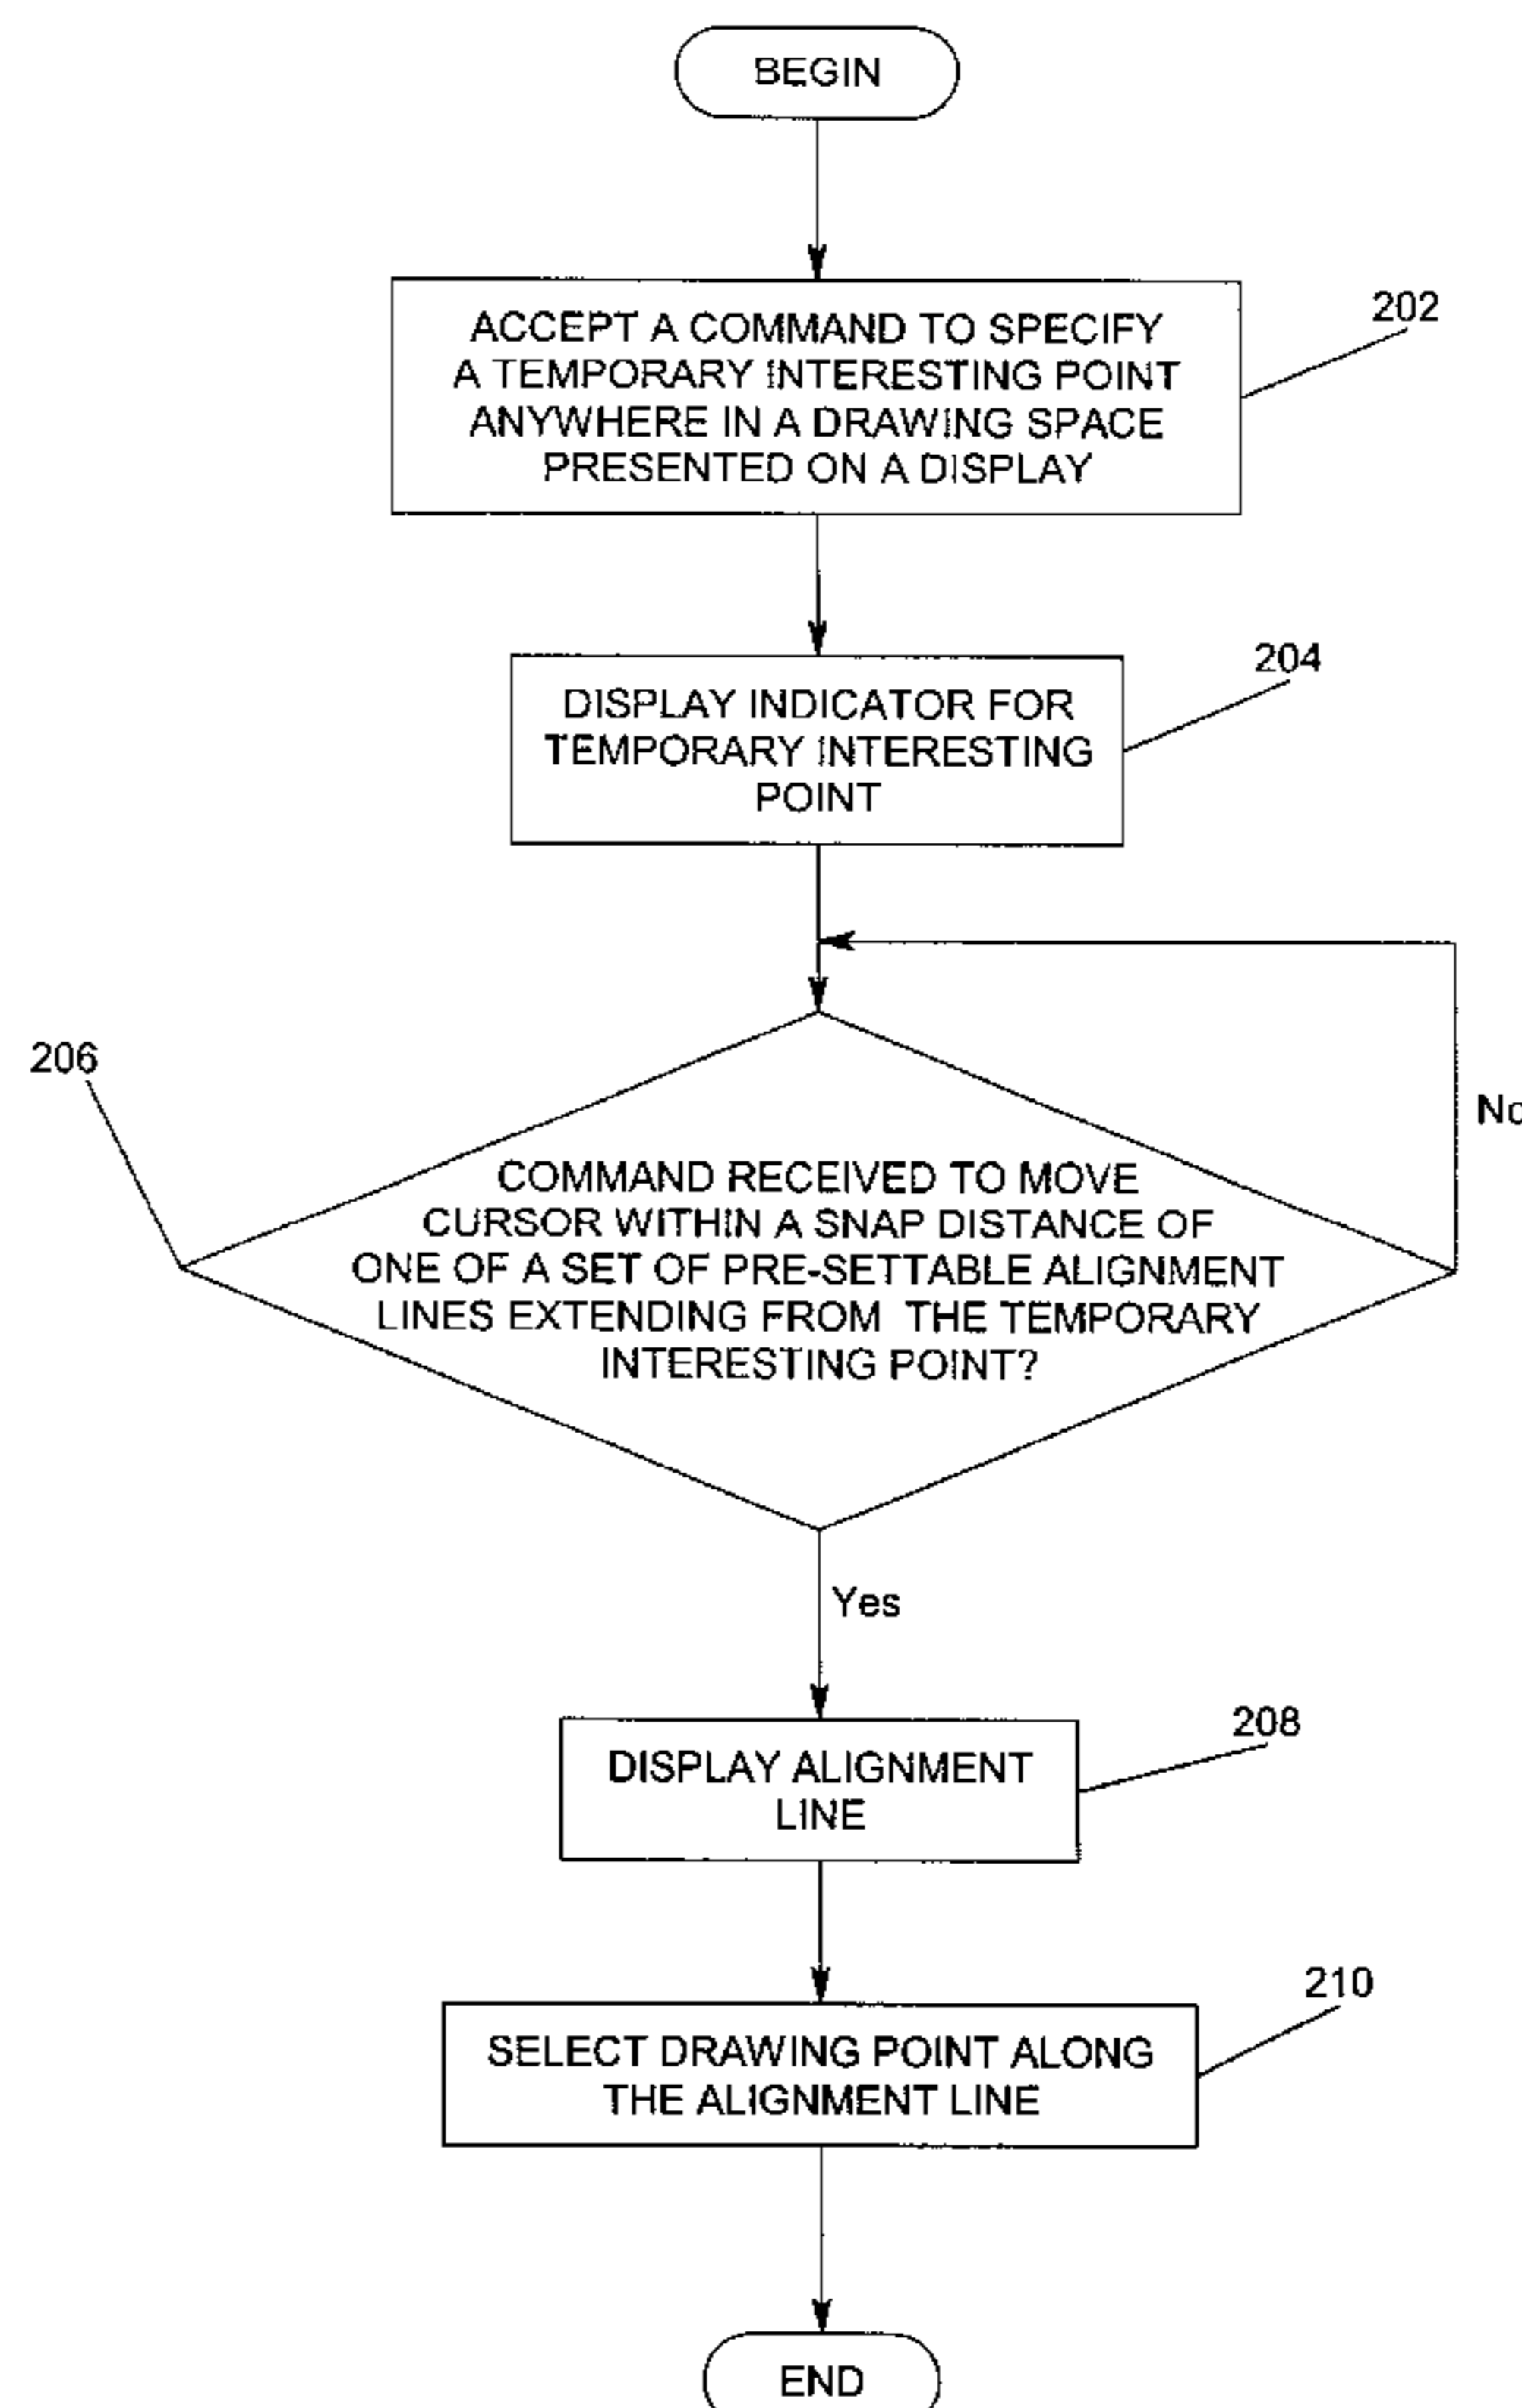 BEGIN
ACCEPT A COMMAND TO SPECIFY
A TEMPORARY INTERESTING POINT
ANYWHERE IN A DRAWING SPACE
PRESENTED ON A DISPLAY
202
DISPLAY INDICATOR FOR
TEMPORARY INTERESTING
POINT
204
206
COMMAND RECEIVED TO MOVE
CURSOR WITHIN A SNAP DISTANCE OF
ONE OF A SET OF PRE-SETTABLE ALIGNMENT
LINES EXTENDING FROM THE TEMPORARY
INTERESTING POINT?
No
Yes
DISPLAY ALIGNMENT
LINE
208
SELECT DRAWING POINT ALONG
THE ALIGNMENT LINE
210
END